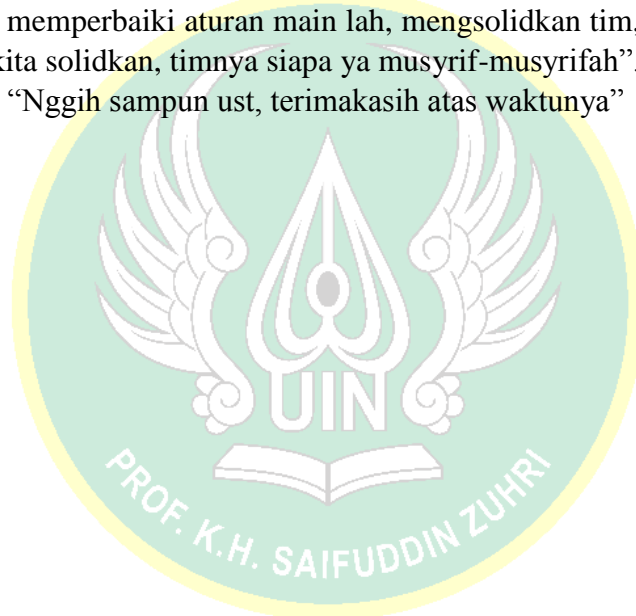 memperbaiki aturan main lah, mengsolidkan tim,
kita solidkan, timnya siapa ya musyrif-musyrifah”.
“Nggih sampun ust, terimakasih atas waktunya”
UIN
PROF. K.H. SAIFUDDIN ZUHRI